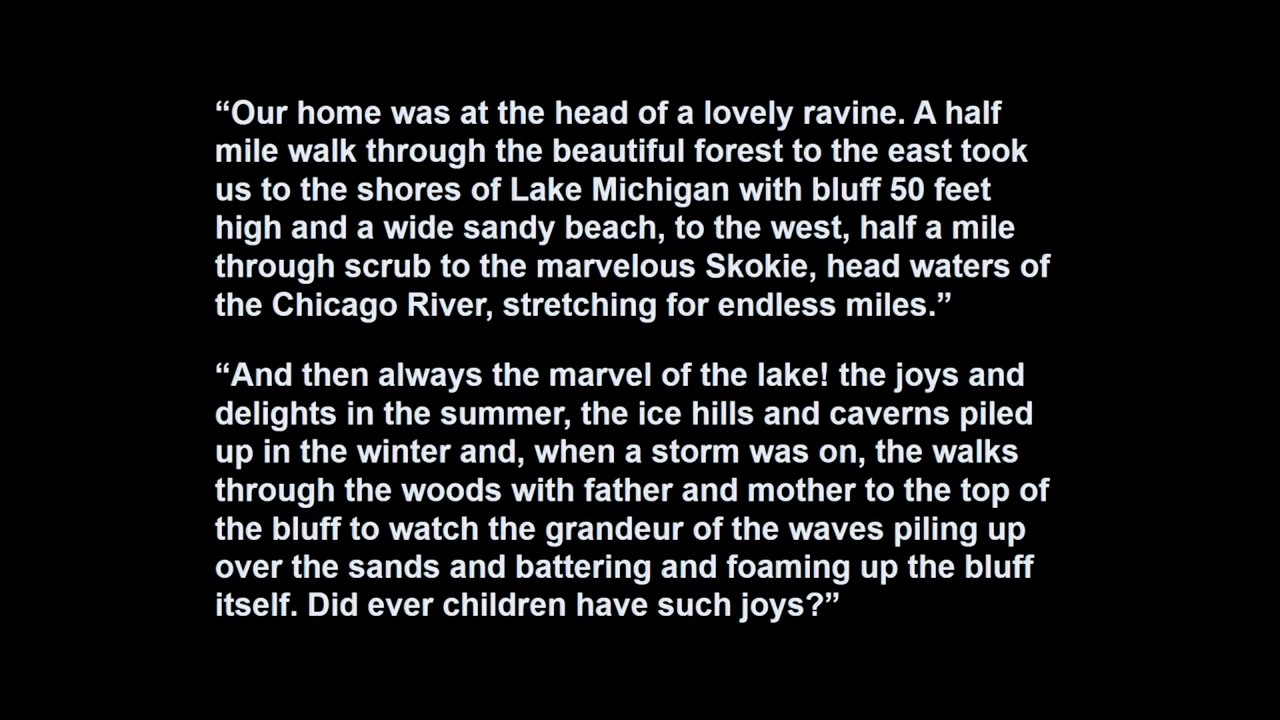 “Our home was at the head of a lovely ravine. A half
mile walk through the beautiful forest to the east took
us to the shores of Lake Michigan with bluff 50 feet
high and a wide sandy beach, to the west, half a mile
through scrub to the marvelous Skokie, head waters of
the Chicago River, stretching for endless miles.”
“And then always the marvel of the lake! the joys and
delights in the summer, the ice hills and caverns piled
up in the winter and, when a storm was on, the walks
through the woods with father and mother to the top of
the bluff to watch the grandeur of the waves piling up
over the sands and battering and foaming up the bluff
itself. Did ever children have such joys?”